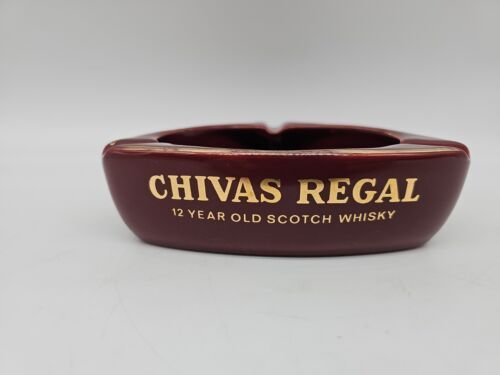 CHIVAS REGAL
12 YEAR OLD SCOTCH WHISKY